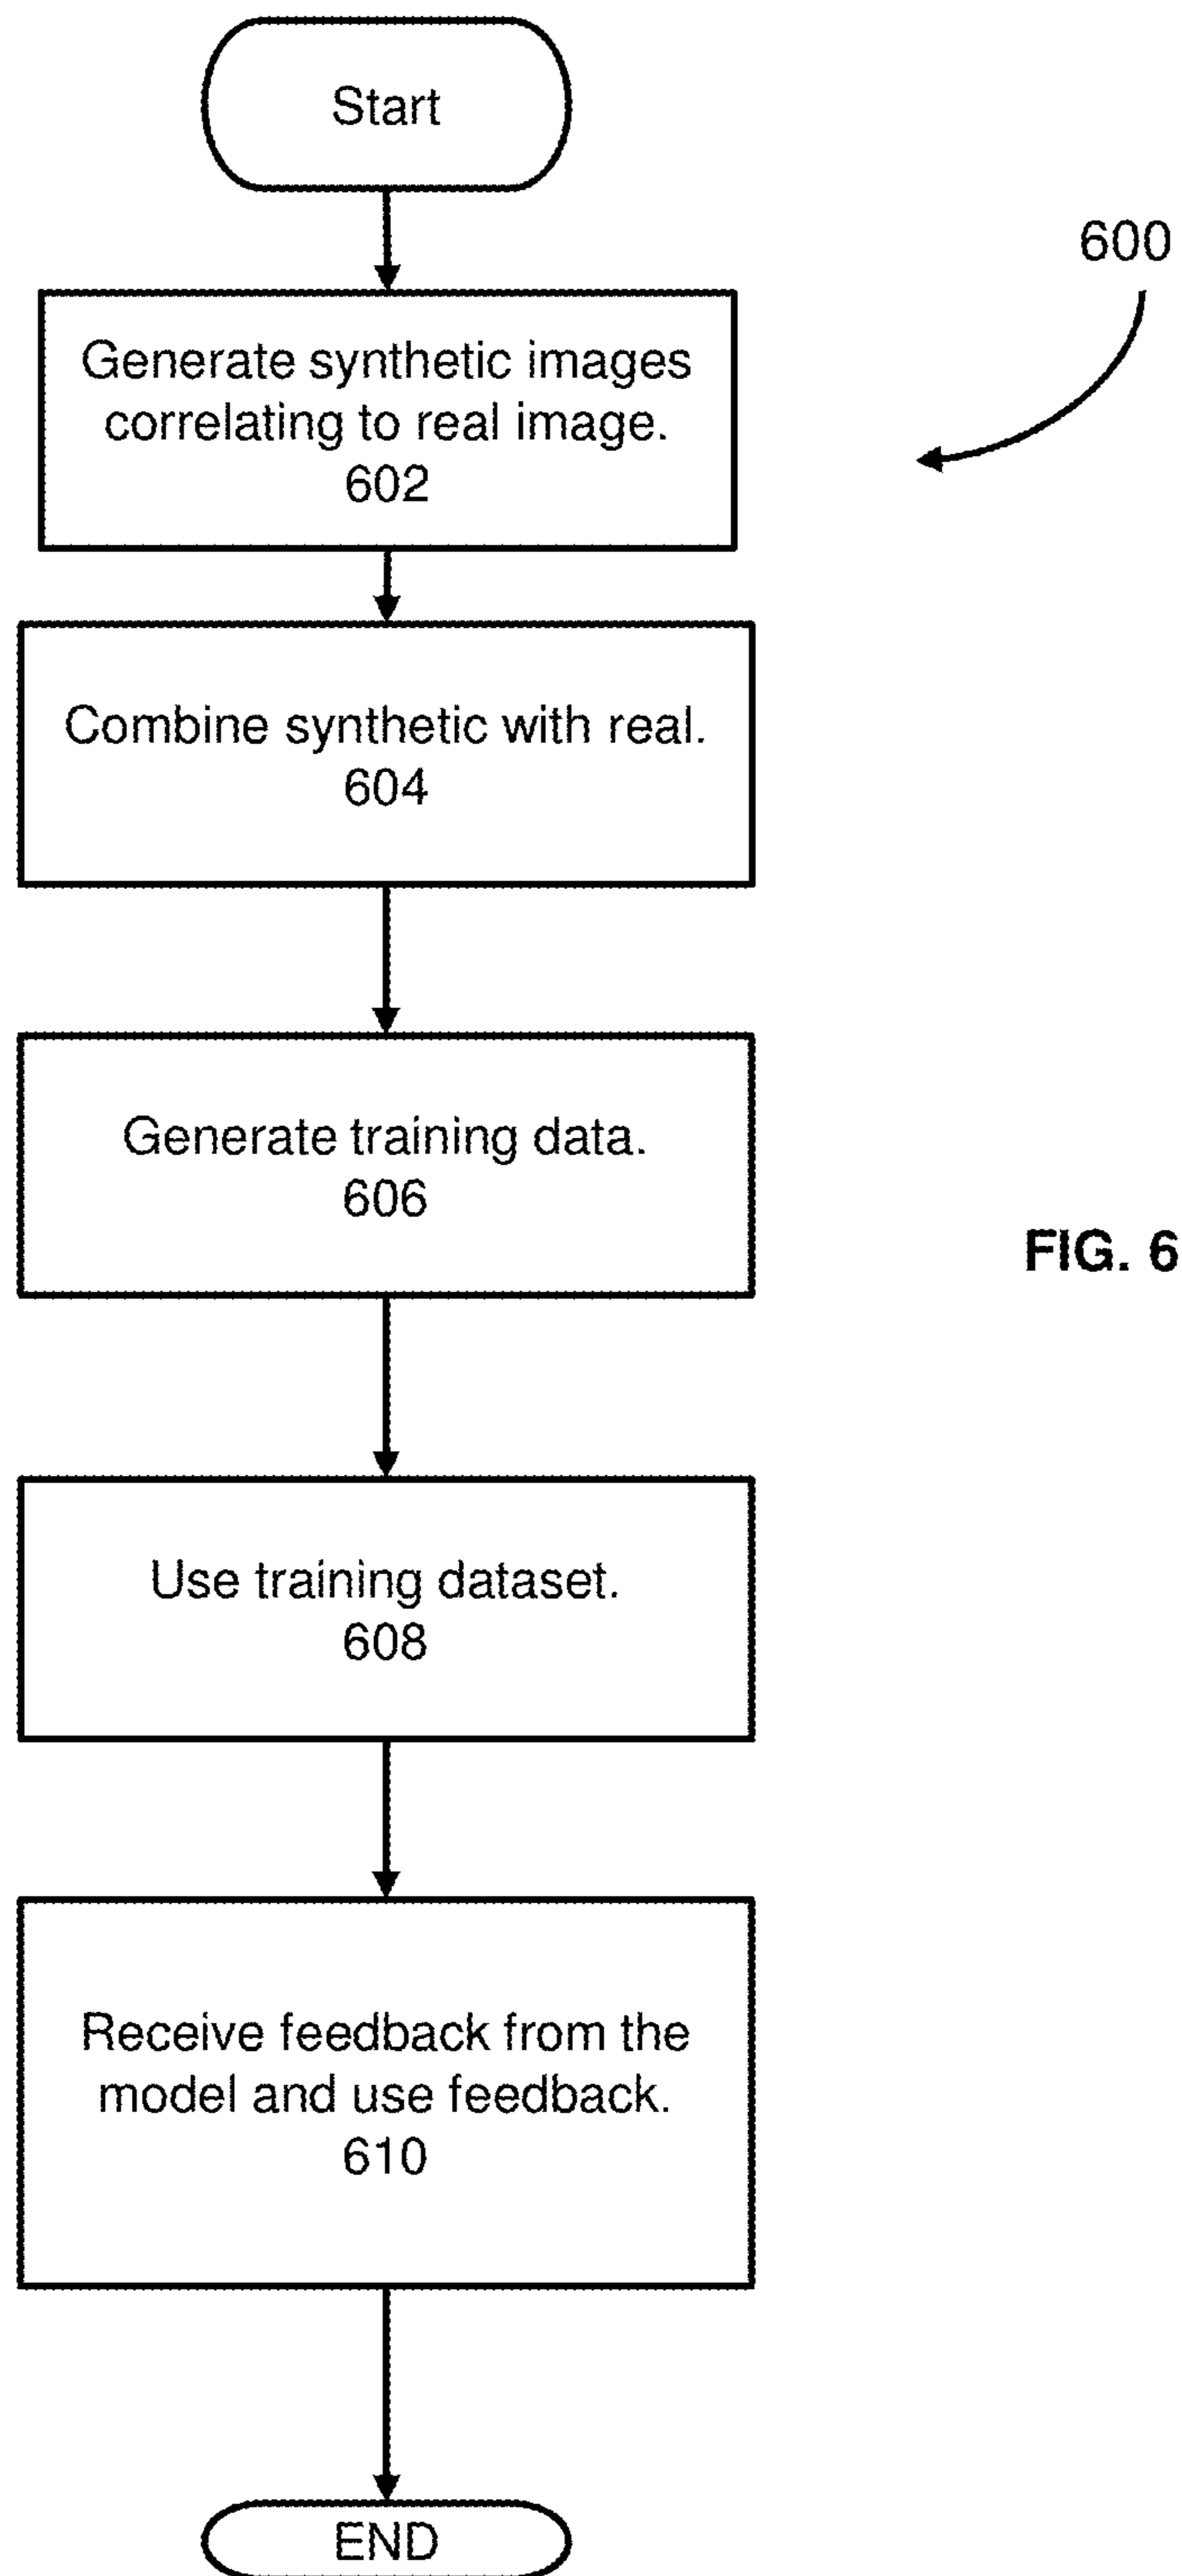 Start
600
Generate synthetic images
correlating to real image.
602
Combine synthetic with real.
604
Generate training data.
606
FIG. 6
Use training dataset.
608
Receive feedback from the
model and use feedback.
610
END